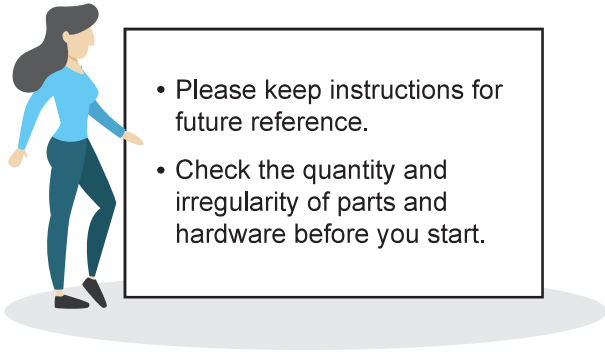 • Please keep instructions for
future reference.
• Check the quantity and
irregularity of parts and
hardware before you start.